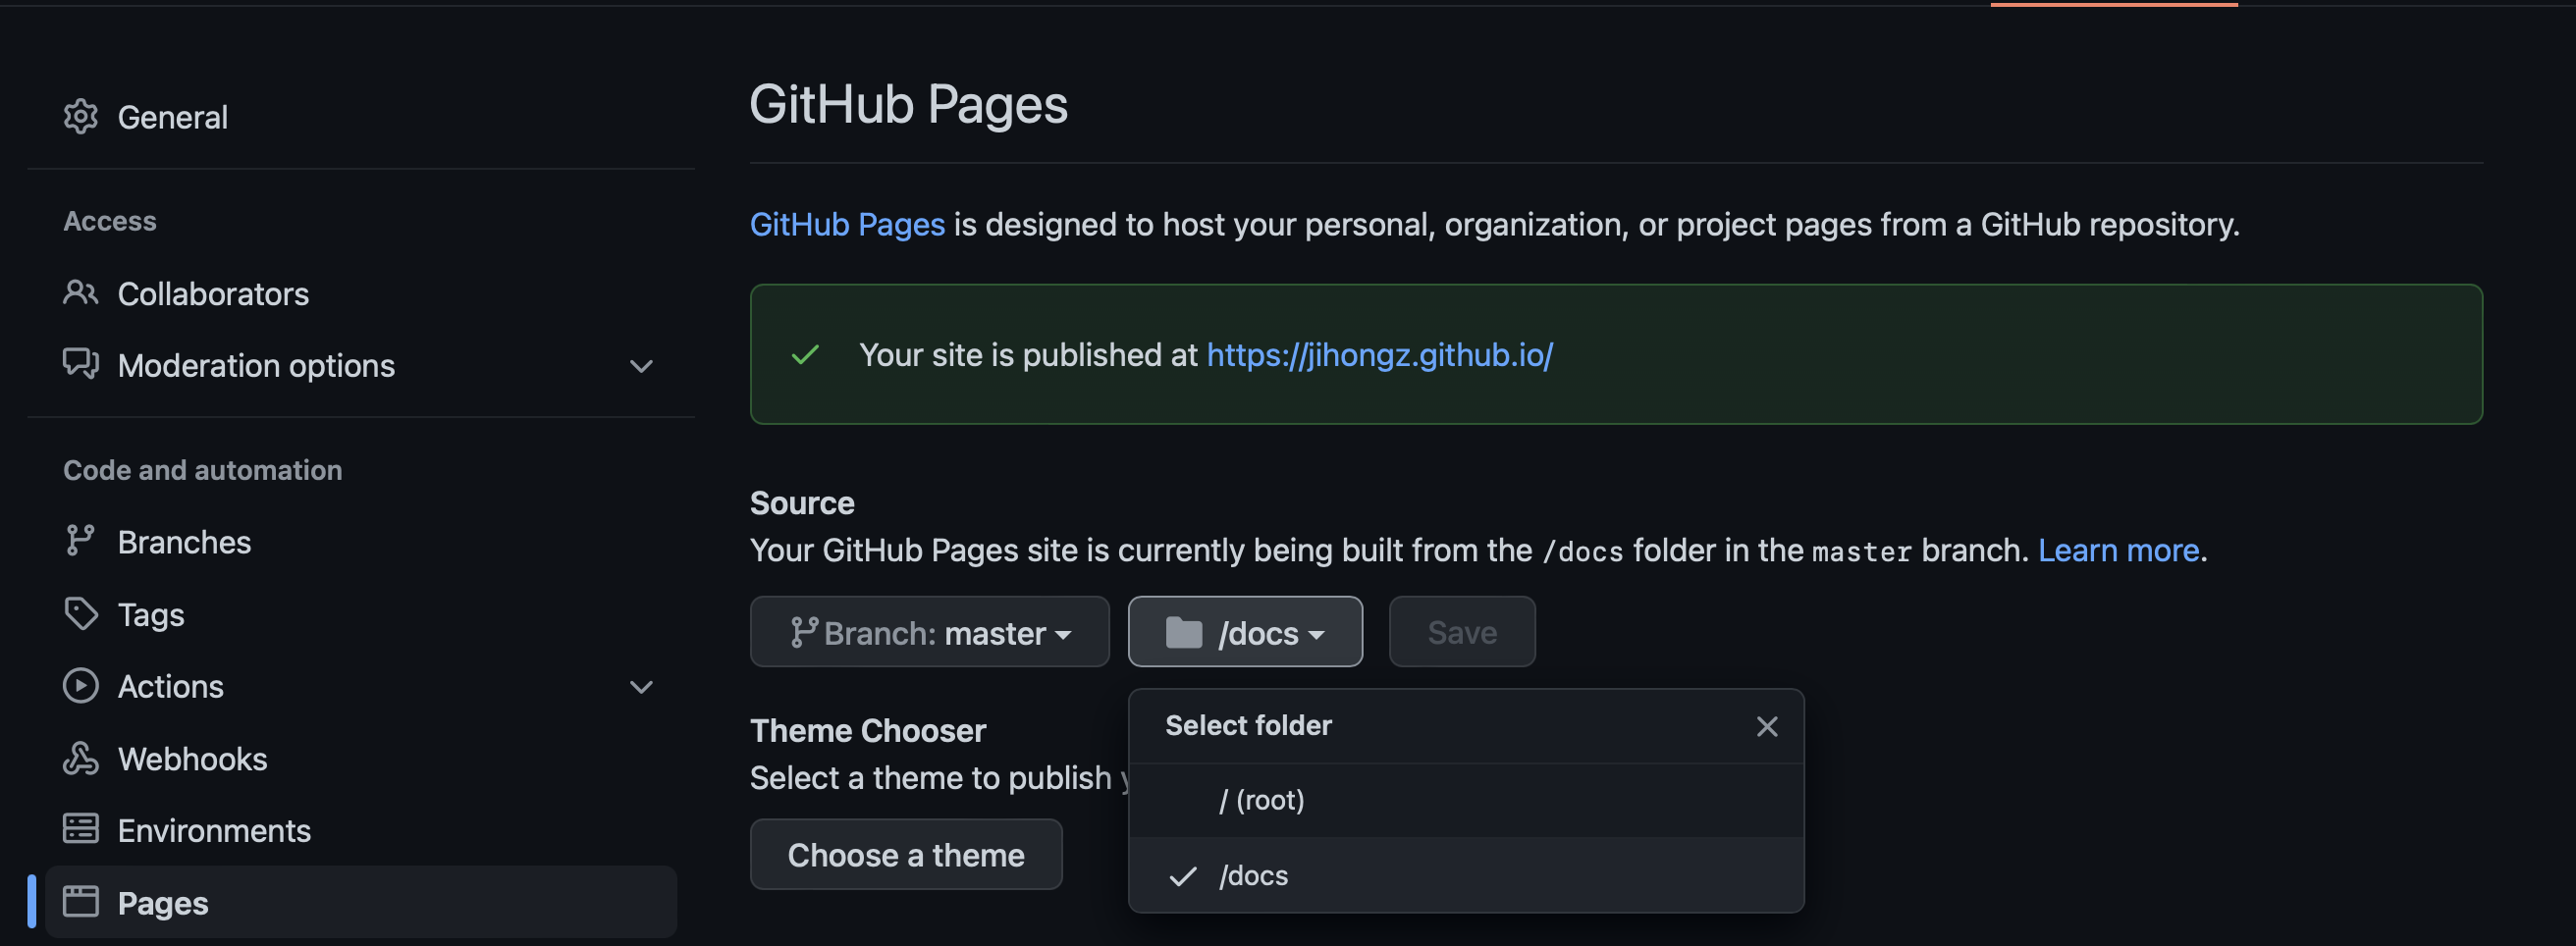 General
Access
Collaborators
Moderation options
Code and automation
Branches
Tags
Actions
Webhooks
Environments
Pages
GitHub Pages
GitHub Pages is designed to host your personal, organization, or project pages from a GitHub repository.
Your site is published at https://jihongz.github.io/
Source
Your GitHub Pages site is currently being built from the /docs folder in the master branch. Learn more.
Branch: master
/docs
Save
Theme Chooser
Select a theme to publish
Choose a theme
Select folder
/ (root)
/docs